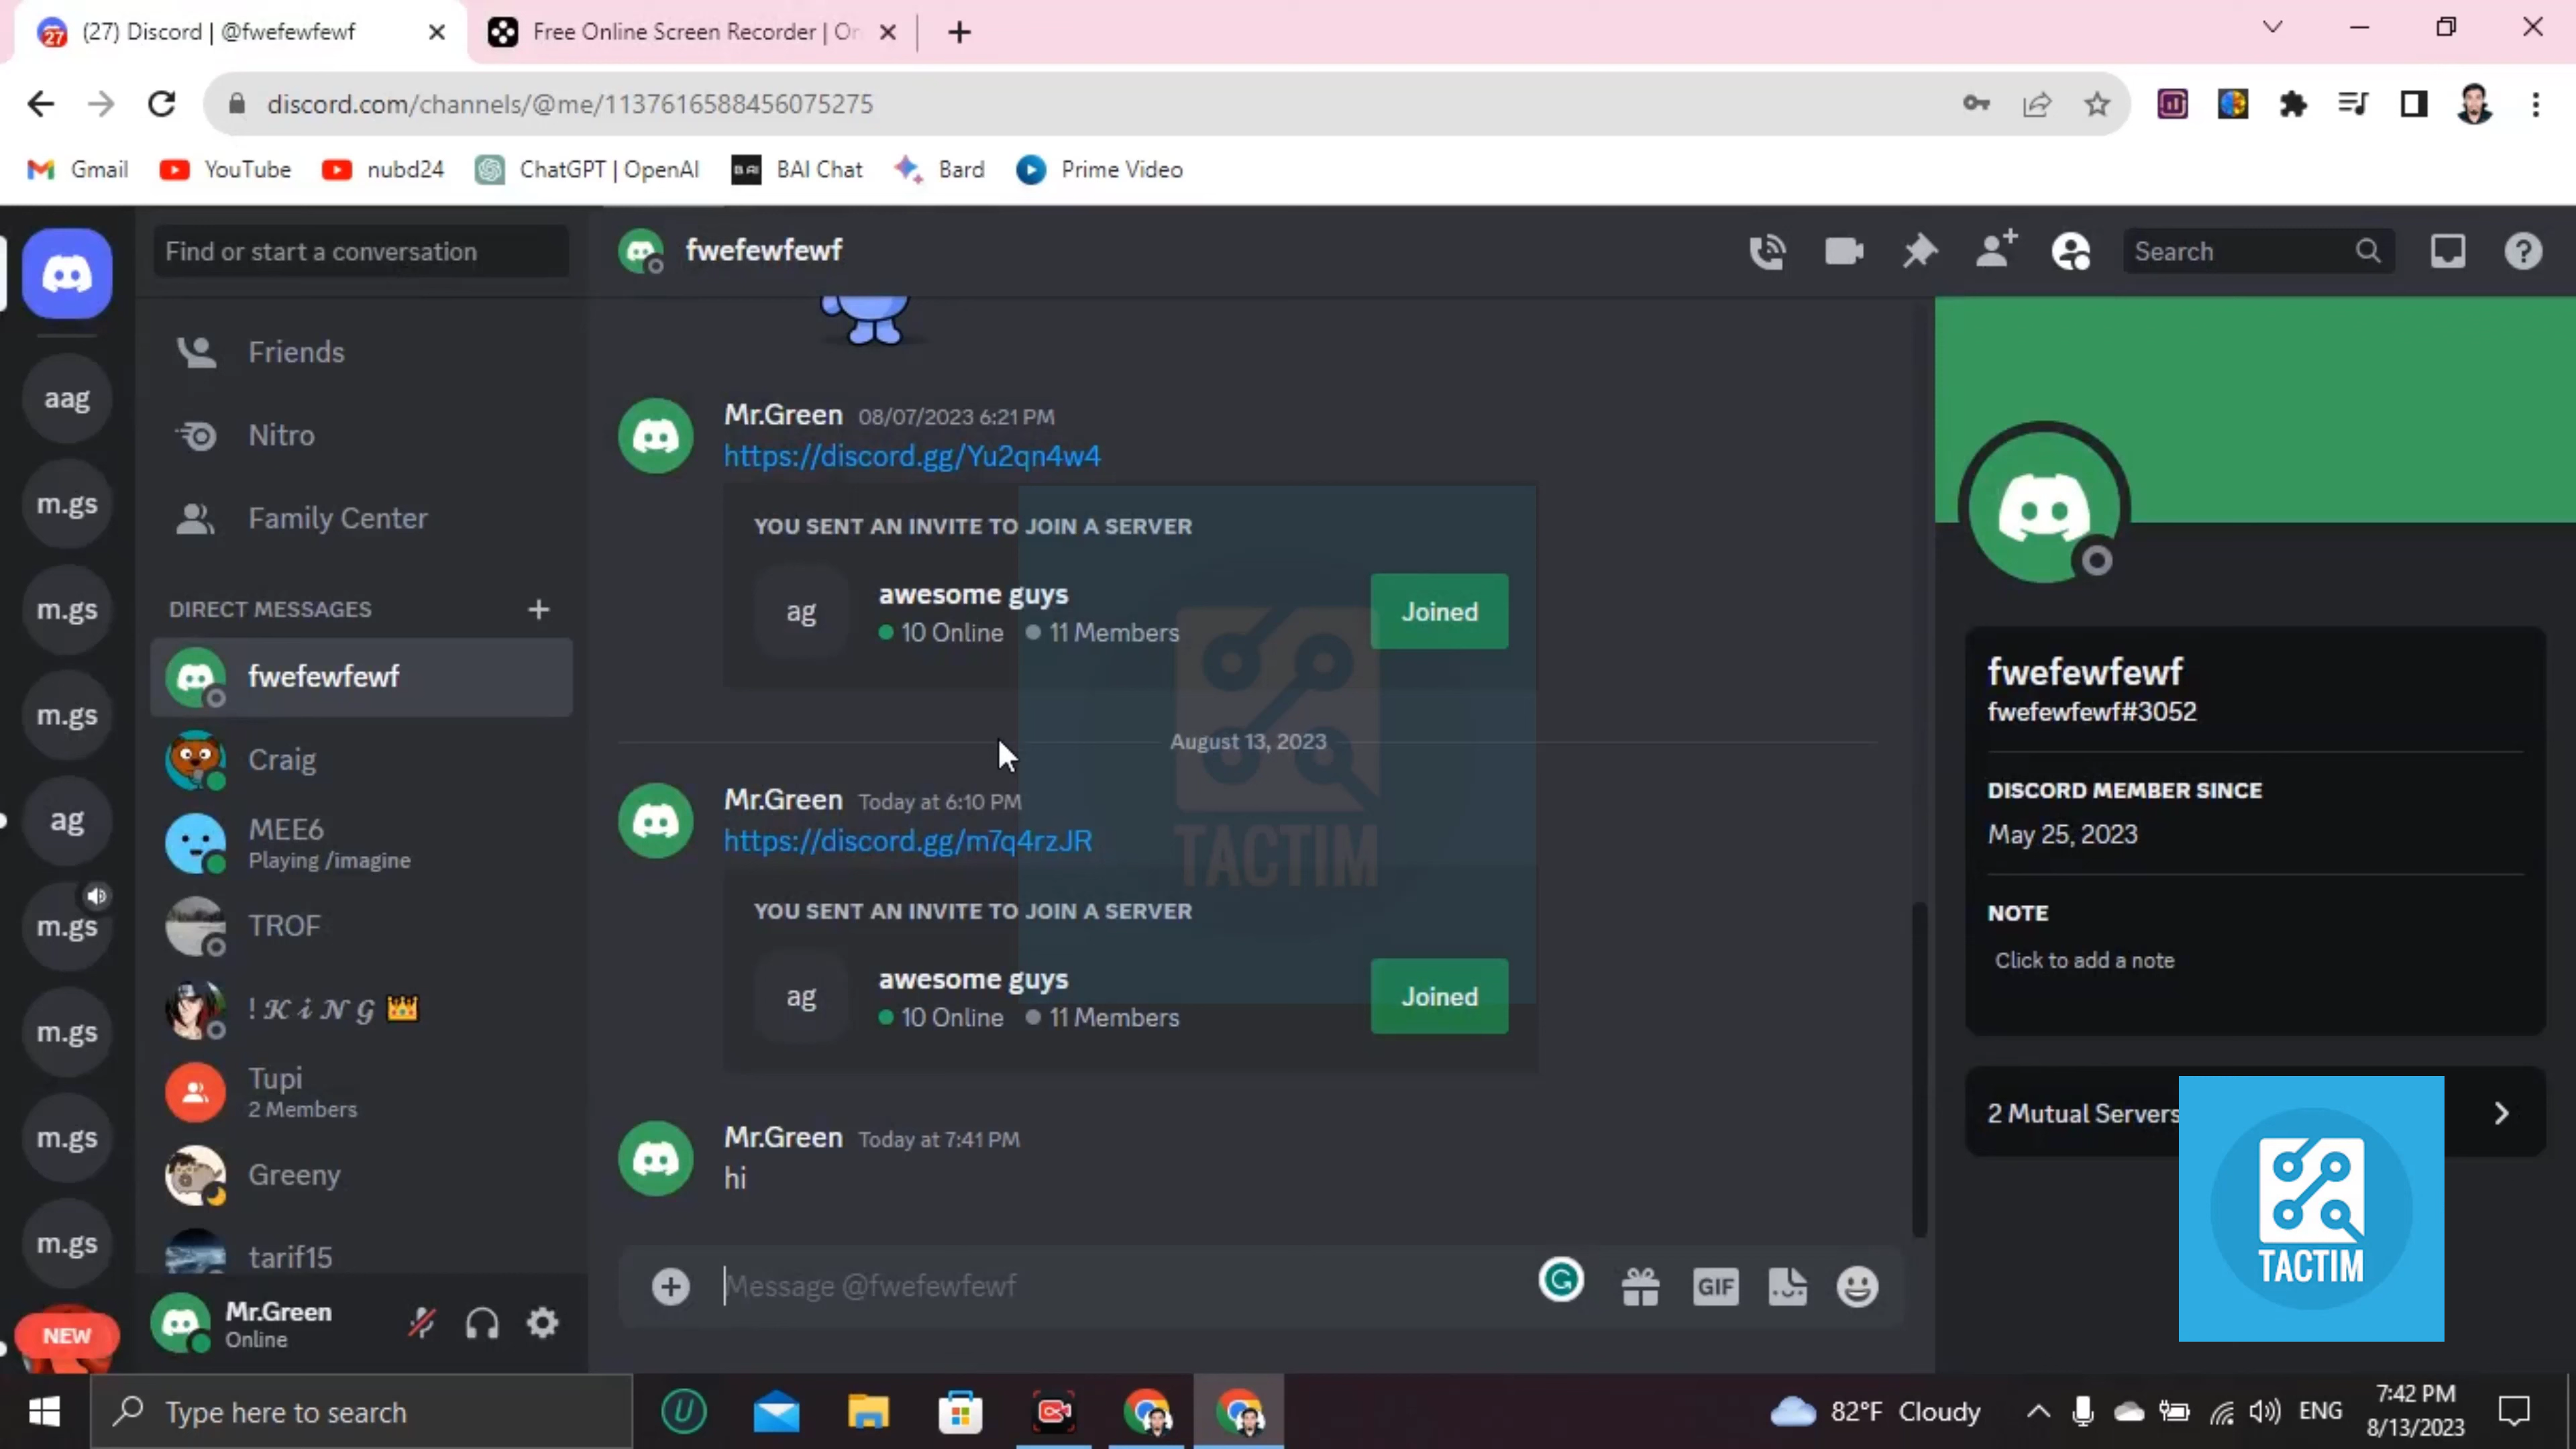 27
(27) Discord | @fwefewfewf
Free Online Screen Recorder | On
discord.com/channels/@me/1137616588456075275
Gmail
YouTube
nubd24
ChatGPT | OpenAI
BAI
BAI Chat
Bard
Prime Video
Find or start a conversation
fwefewfewf
Search
aag
m.gs
m.gs
m.gs
ag
m.gs
m.gs
m.gs
m.gs
NEW
Friends
Nitro
Family Center
DIRECT MESSAGES
fwefewfewf
Craig
MEE6
Playing /imagine
TROF
! 𝓚 𝓲 𝓝 𝓖 👑
Tupi
2 Members
Greeny
tarif15
Mr.Green
Online
Mr.Green 08/07/2023 6:21 PM
https://discord.gg/Yu2qn4w4
YOU SENT AN INVITE TO JOIN A SERVER
ag
awesome guys
10 Online 11 Members
Joined
August 13, 2023
Mr.Green Today at 6:10 PM
https://discord.gg/m7q4rzJR
TACTIM
YOU SENT AN INVITE TO JOIN A SERVER
ag
awesome guys
10 Online 11 Members
Joined
Mr.Green Today at 7:41 PM
hi
Message @fwefewfewf
GIF
fwefewfewf
fwefewfewf#3052
DISCORD MEMBER SINCE
May 25, 2023
NOTE
Click to add a note
2 Mutual Servers
TACTIM
Type here to search
82°F Cloudy
ENG
7:42 PM
8/13/2023